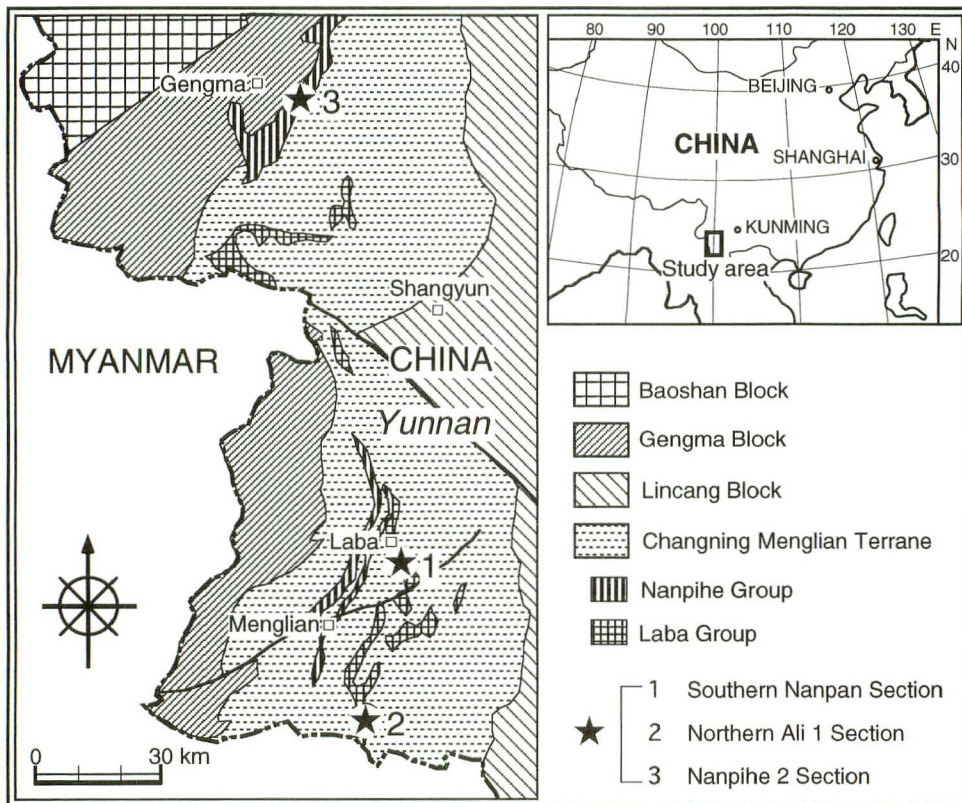 Gengma
3
Shangyun
MYANMAR
CHINA
Yunnan
Laba
1
Menglian
2
0 30 km
80 90 100 110 120 130 E
N
40
BEIJING
CHINA
SHANGHAI
30
KUNMING
20
Study area
Baoshan Block
Gengma Block
Lincang Block
Changning Menglian Terrane
Nanpihe Group
Laba Group
1 Southern Nanpan Section
2 Northern Ali 1 Section
3 Nanpihe 2 Section